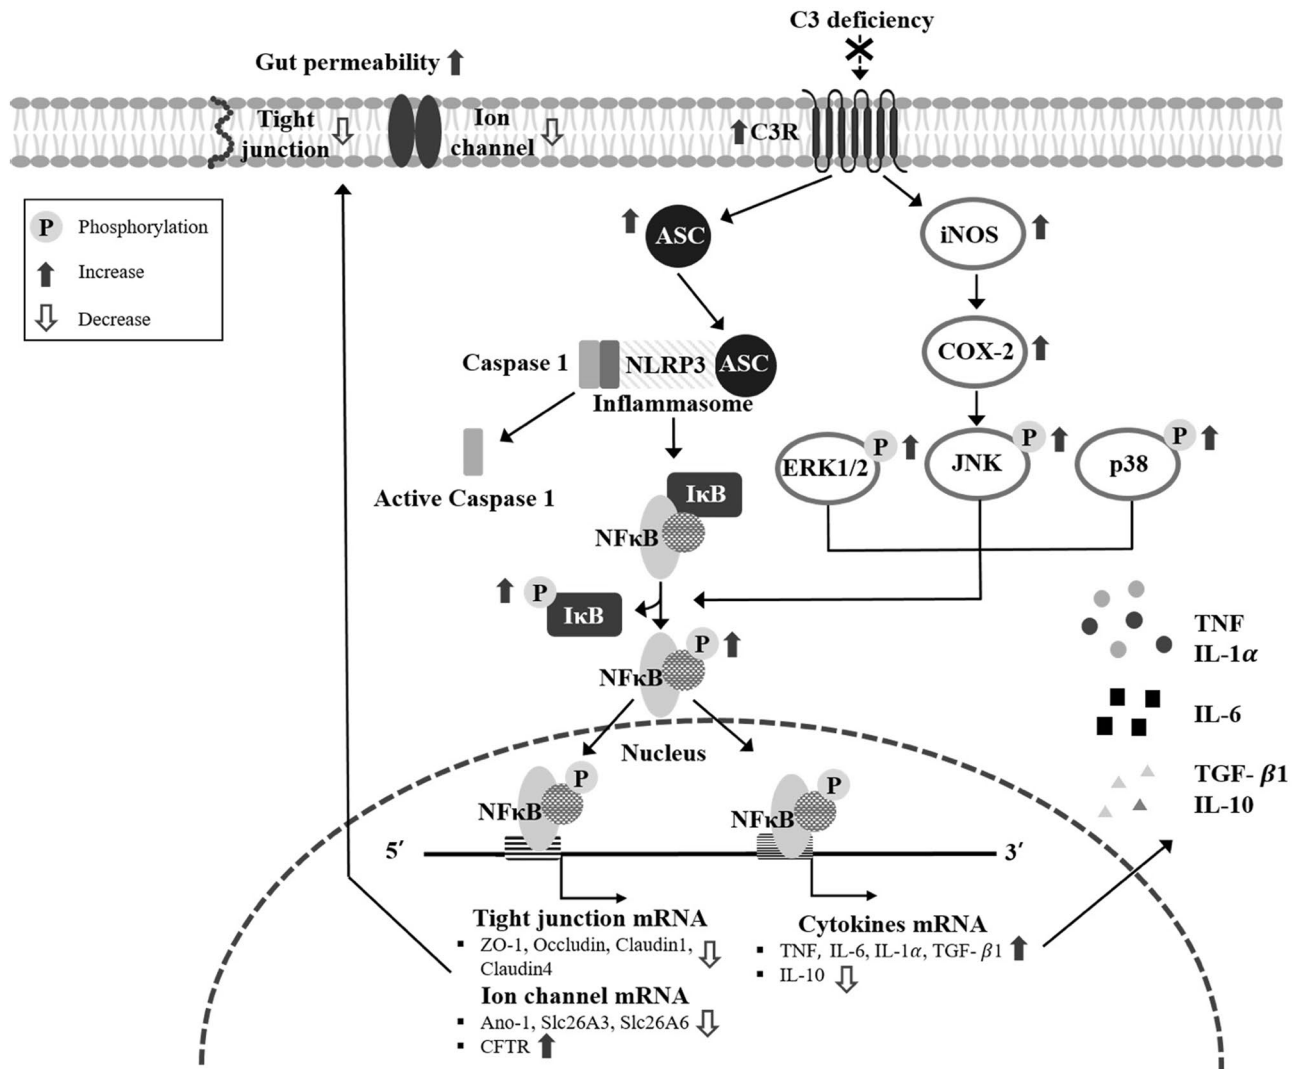 C3 deficiency
Gut permeability
Tight
junction
Ion
channel
C3R
P Phosphorylation
Increase
Decrease
ASC
iNOS
COX-2
Caspase 1
NLRP3
ASC
Inflammasome
Active Caspase 1
ERK1/2
P
JNK
P
p38
P
IκB
NFκB
P
IκB
P
NFκB
TNF
IL-1α
IL-6
TGF- β1
IL-10
Nucleus
P
NFκB
P
NFκB
5′
3′
Tight junction mRNA
▪ ZO-1, Occludin, Claudin1,
Claudin4
Ion channel mRNA
▪ Ano-1, Slc26A3, Slc26A6
▪ CFTR
Cytokines mRNA
▪ TNF, IL-6, IL-1α, TGF- β1
▪ IL-10